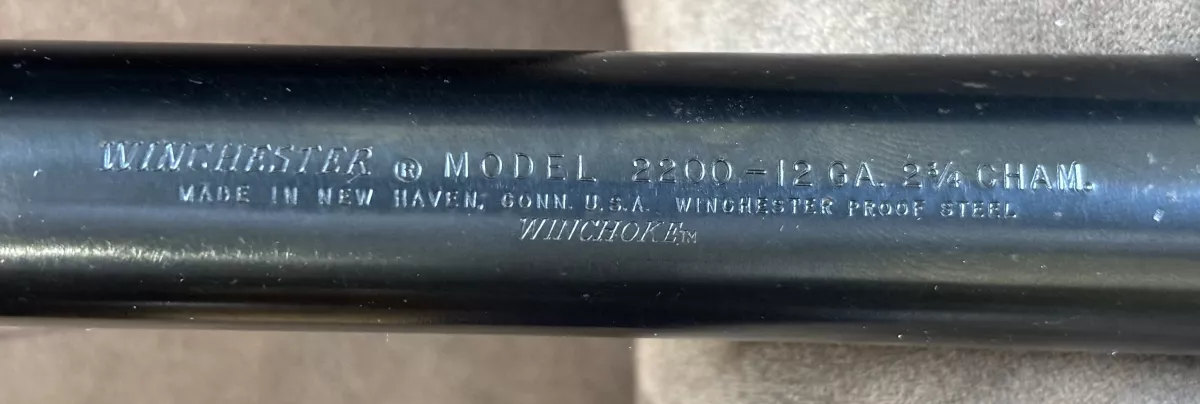 WINCHESTER ® MODEL 2200-12 GA. 2¾ CHAM.
MADE IN NEW HAVEN, CONN. U.S.A. WINCHESTER PROOF STEEL
WINCHOKE™